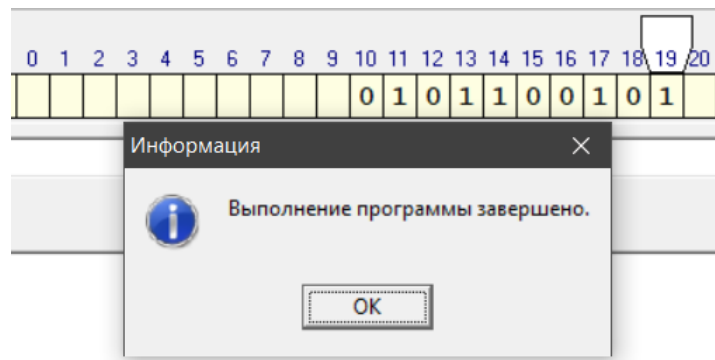 0 1 2 3 4 5 6 7 8 9 10 11 12 13 14 15 16 17 18 19 20
0 1 0 1 1 0 0 1 0 1
Информация
Выполнение программы завершено.
OK